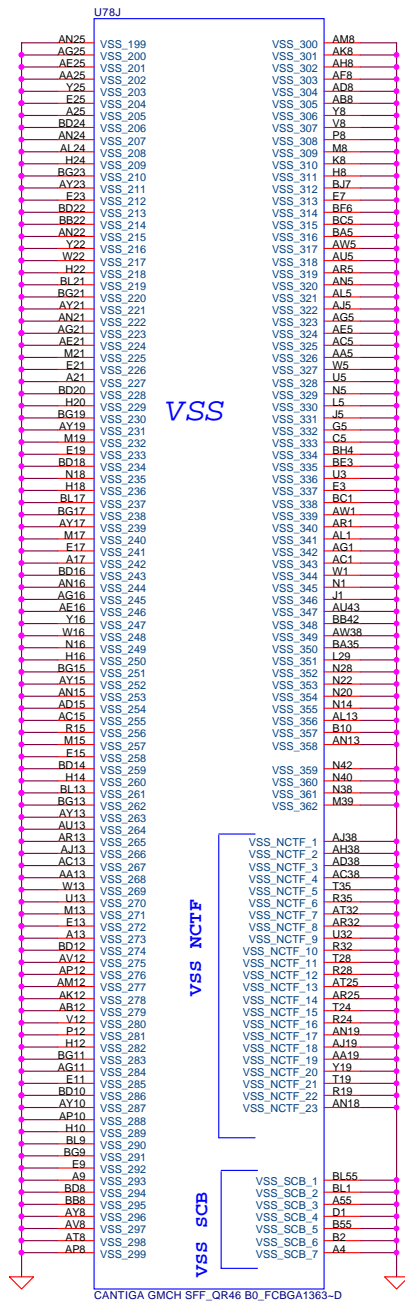 U78J
AN25 VSS_199
AG25 VSS_200
AE25 VSS_201
AA25 VSS_202
Y25 VSS_203
E25 VSS_204
A25 VSS_205
BD24 VSS_206
AN24 VSS_207
AL24 VSS_208
H24 VSS_209
BG23 VSS_210
AY23 VSS_211
E23 VSS_212
BD22 VSS_213
BB22 VSS_214
AN22 VSS_215
Y22 VSS_216
W22 VSS_217
H22 VSS_218
BL21 VSS_219
BG21 VSS_220
AY21 VSS_221
AN21 VSS_222
AG21 VSS_223
AE21 VSS_224
M21 VSS_225
E21 VSS_226
A21 VSS_227
BD20 VSS_228
H20 VSS_229
BG19 VSS_230
AY19 VSS_231
M19 VSS_232
E19 VSS_233
BD18 VSS_234
N18 VSS_235
H18 VSS_236
BL17 VSS_237
BG17 VSS_238
AY17 VSS_239
M17 VSS_240
E17 VSS_241
A17 VSS_242
BD16 VSS_243
AN16 VSS_244
AG16 VSS_245
AE16 VSS_246
Y16 VSS_247
W16 VSS_248
N16 VSS_249
H16 VSS_250
BG15 VSS_251
AY15 VSS_252
AN15 VSS_253
AD15 VSS_254
AC15 VSS_255
R15 VSS_256
M15 VSS_257
E15 VSS_258
BD14 VSS_259
H14 VSS_260
BL13 VSS_261
BG13 VSS_262
AY13 VSS_263
AU13 VSS_264
AR13 VSS_265
AJ13 VSS_266
AC13 VSS_267
AA13 VSS_268
W13 VSS_269
U13 VSS_270
M13 VSS_271
E13 VSS_272
A13 VSS_273
BD12 VSS_274
AV12 VSS_275
AP12 VSS_276
AM12 VSS_277
AK12 VSS_278
AB12 VSS_279
V12 VSS_280
P12 VSS_281
H12 VSS_282
BG11 VSS_283
AG11 VSS_284
E11 VSS_285
BD10 VSS_286
AY10 VSS_287
AP10 VSS_288
H10 VSS_289
BL9 VSS_290
BG9 VSS_291
E9 VSS_292
A9 VSS_293
BD8 VSS_294
BB8 VSS_295
AY8 VSS_296
AV8 VSS_297
AT8 VSS_298
AP8 VSS_299
VSS
VSS_300 AM8
VSS_301 AK8
VSS_302 AH8
VSS_303 AF8
VSS_304 AD8
VSS_305 AB8
VSS_306 Y8
VSS_307 V8
VSS_308 P8
VSS_309 M8
VSS_310 K8
VSS_311 H8
VSS_312 BJ7
VSS_313 E7
VSS_314 BF6
VSS_315 BC5
VSS_316 BA5
VSS_317 AW5
VSS_318 AU5
VSS_319 AR5
VSS_320 AN5
VSS_321 AL5
VSS_322 AJ5
VSS_323 AG5
VSS_324 AE5
VSS_325 AC5
VSS_326 AA5
VSS_327 W5
VSS_328 U5
VSS_329 N5
VSS_330 L5
VSS_331 J5
VSS_332 G5
VSS_333 C5
VSS_334 BH4
VSS_335 BE3
VSS_336 U3
VSS_337 E3
VSS_338 BC1
VSS_339 AW1
VSS_340 AR1
VSS_341 AL1
VSS_342 AG1
VSS_343 AC1
VSS_344 W1
VSS_345 N1
VSS_346 J1
VSS_347 AU43
VSS_348 BB42
VSS_349 AW38
VSS_350 BA35
VSS_351 L29
VSS_352 N28
VSS_353 N22
VSS_354 N20
VSS_355 N14
VSS_356 AL13
VSS_357 B10
VSS_358 AN13
VSS_359 N42
VSS_360 N40
VSS_361 N38
VSS_362 M39
VSS NCTF
VSS_NCTF_1 AJ38
VSS_NCTF_2 AH38
VSS_NCTF_3 AD38
VSS_NCTF_4 AC38
VSS_NCTF_5 T35
VSS_NCTF_6 R35
VSS_NCTF_7 AT32
VSS_NCTF_8 AR32
VSS_NCTF_9 U32
VSS_NCTF_10 R32
VSS_NCTF_11 T28
VSS_NCTF_12 R28
VSS_NCTF_13 AT25
VSS_NCTF_14 AR25
VSS_NCTF_15 T24
VSS_NCTF_16 R24
VSS_NCTF_17 AN19
VSS_NCTF_18 AJ19
VSS_NCTF_19 AA19
VSS_NCTF_20 Y19
VSS_NCTF_21 T19
VSS_NCTF_22 R19
VSS_NCTF_23 AN18
VSS SCB
VSS_SCB_1 BL55
VSS_SCB_2 BL1
VSS_SCB_3 A55
VSS_SCB_4 D1
VSS_SCB_5 B55
VSS_SCB_6 B2
VSS_SCB_7 A4
CANTIGA GMCH SFF_QR46 B0_FCBGA1363~D